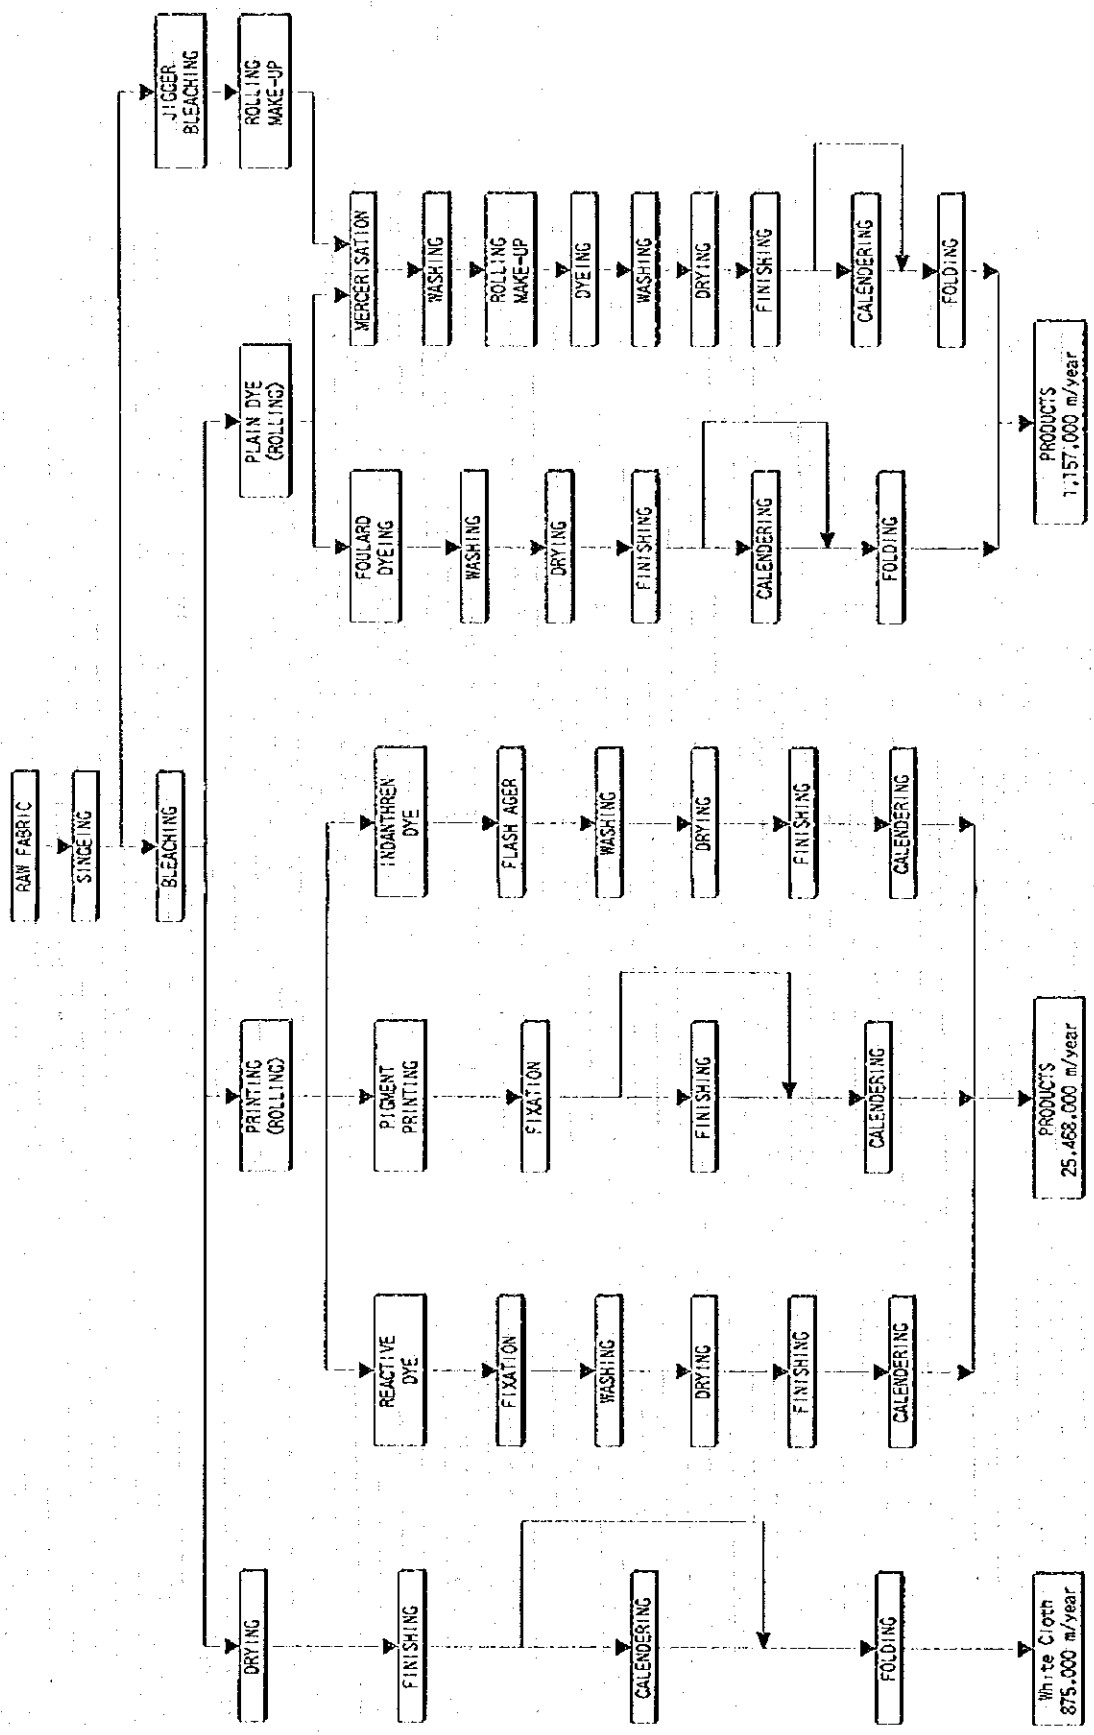 RAW FABRIC
SINGEING
BLEACHING
JIGGER
BLEACHING
ROLLING
MAKE-UP
DRYING
FINISHING
CALENDERING
FOLDING
White Cloth
875.000 m/year
PRINTING
(ROLLING)
REACTIVE
DYE
FIXATION
WASHING
DRYING
FINISHING
CALENDERING
PIGMENT
PRINTING
FIXATION
FINISHING
CALENDERING
INDANTHREN
DYE
FLASH AGER
WASHING
DRYING
FINISHING
CALENDERING
PRODUCTS
25.468.000 m/year
PLAIN DYE
(ROLLING)
FOULARD
DYEING
WASHING
DRYING
FINISHING
CALENDERING
FOLDING
MERCERISATION
WASHING
ROLLING
MAKE-UP
DYEING
WASHING
DRYING
FINISHING
CALENDERING
FOLDING
PRODUCTS
1.157.000 m/year